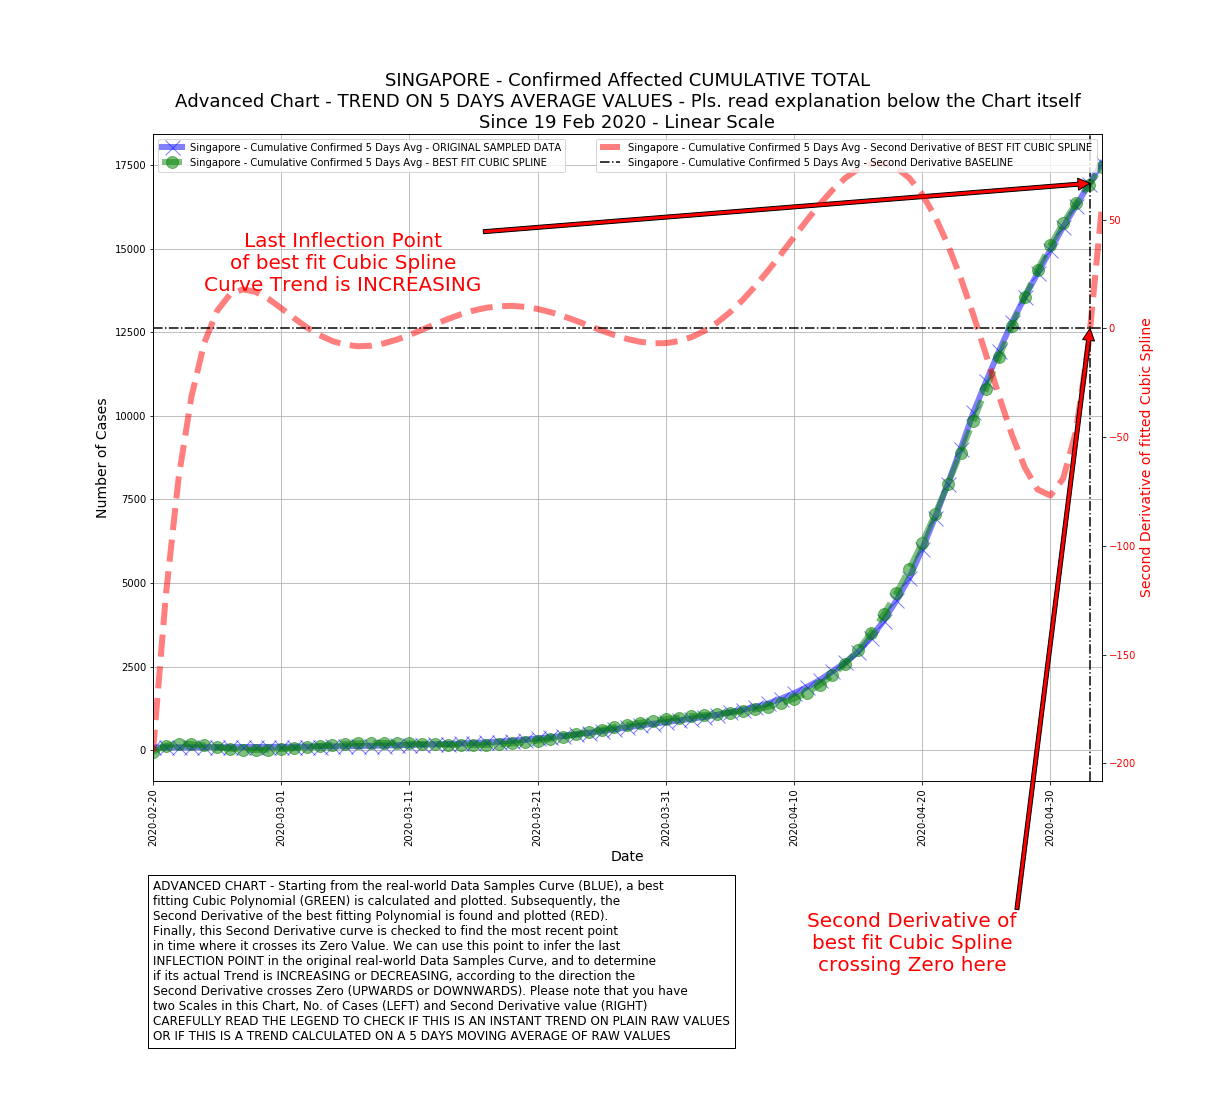 SINGAPORE - Confirmed Affected CUMULATIVE TOTAL
Advanced Chart - TREND ON 5 DAYS AVERAGE VALUES - Pls. read explanation below the Chart itself
Since 19 Feb 2020 - Linear Scale
Singapore - Cumulative Confirmed 5 Days Avg - ORIGINAL SAMPLED DATA
Singapore - Cumulative Confirmed 5 Days Avg - BEST FIT CUBIC SPLINE
Singapore - Cumulative Confirmed 5 Days Avg - Second Derivative of BEST FIT CUBIC SPLINE
Singapore - Cumulative Confirmed 5 Days Avg - Second Derivative BASELINE
Last Inflection Point
of best fit Cubic Spline
Curve Trend is INCREASING
Number of Cases
17500
15000
12500
10000
7500
5000
2500
0
50
0
−50
−100
−150
−200
Second Derivative of fitted Cubic Spline
2020-02-20
2020-03-01
2020-03-11
2020-03-21
2020-03-31
2020-04-10
2020-04-20
2020-04-30
Date
ADVANCED CHART - Starting from the real-world Data Samples Curve (BLUE), a best
fitting Cubic Polynomial (GREEN) is calculated and plotted. Subsequently, the
Second Derivative of the best fitting Polynomial is found and plotted (RED).
Finally, this Second Derivative curve is checked to find the most recent point
in time where it crosses its Zero Value. We can use this point to infer the last
INFLECTION POINT in the original real-world Data Samples Curve, and to determine
if its actual Trend is INCREASING or DECREASING, according to the direction the
Second Derivative crosses Zero (UPWARDS or DOWNWARDS). Please note that you have
two Scales in this Chart, No. of Cases (LEFT) and Second Derivative value (RIGHT)
CAREFULLY READ THE LEGEND TO CHECK IF THIS IS AN INSTANT TREND ON PLAIN RAW VALUES
OR IF THIS IS A TREND CALCULATED ON A 5 DAYS MOVING AVERAGE OF RAW VALUES
Second Derivative of
best fit Cubic Spline
crossing Zero here